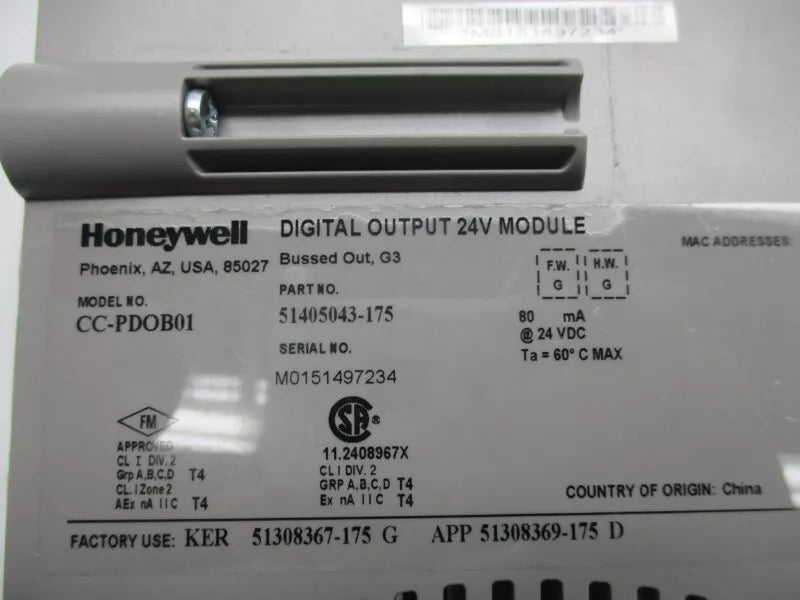 *M0151497234*
Honeywell
Phoenix, AZ, USA, 85027
MODEL NO.
CC-PDOB01
DIGITAL OUTPUT 24V MODULE
Bussed Out, G3
PART NO.
51405043-175
SERIAL NO.
M0151497234
F.W.
G
H.W.
G
80 mA
@ 24 VDC
Ta = 60° C MAX
MAC ADDRESSES:
FM
APPROVED
CL I DIV. 2
Grp A,B,C,D T4
CL. I Zone 2
AEx nA IIC T4
SA ®
11.2408967X
CL I DIV. 2
GRP A,B,C,D T4
Ex nA IIC T4
COUNTRY OF ORIGIN: China
FACTORY USE: KER 51308367-175 G APP 51308369-175 D